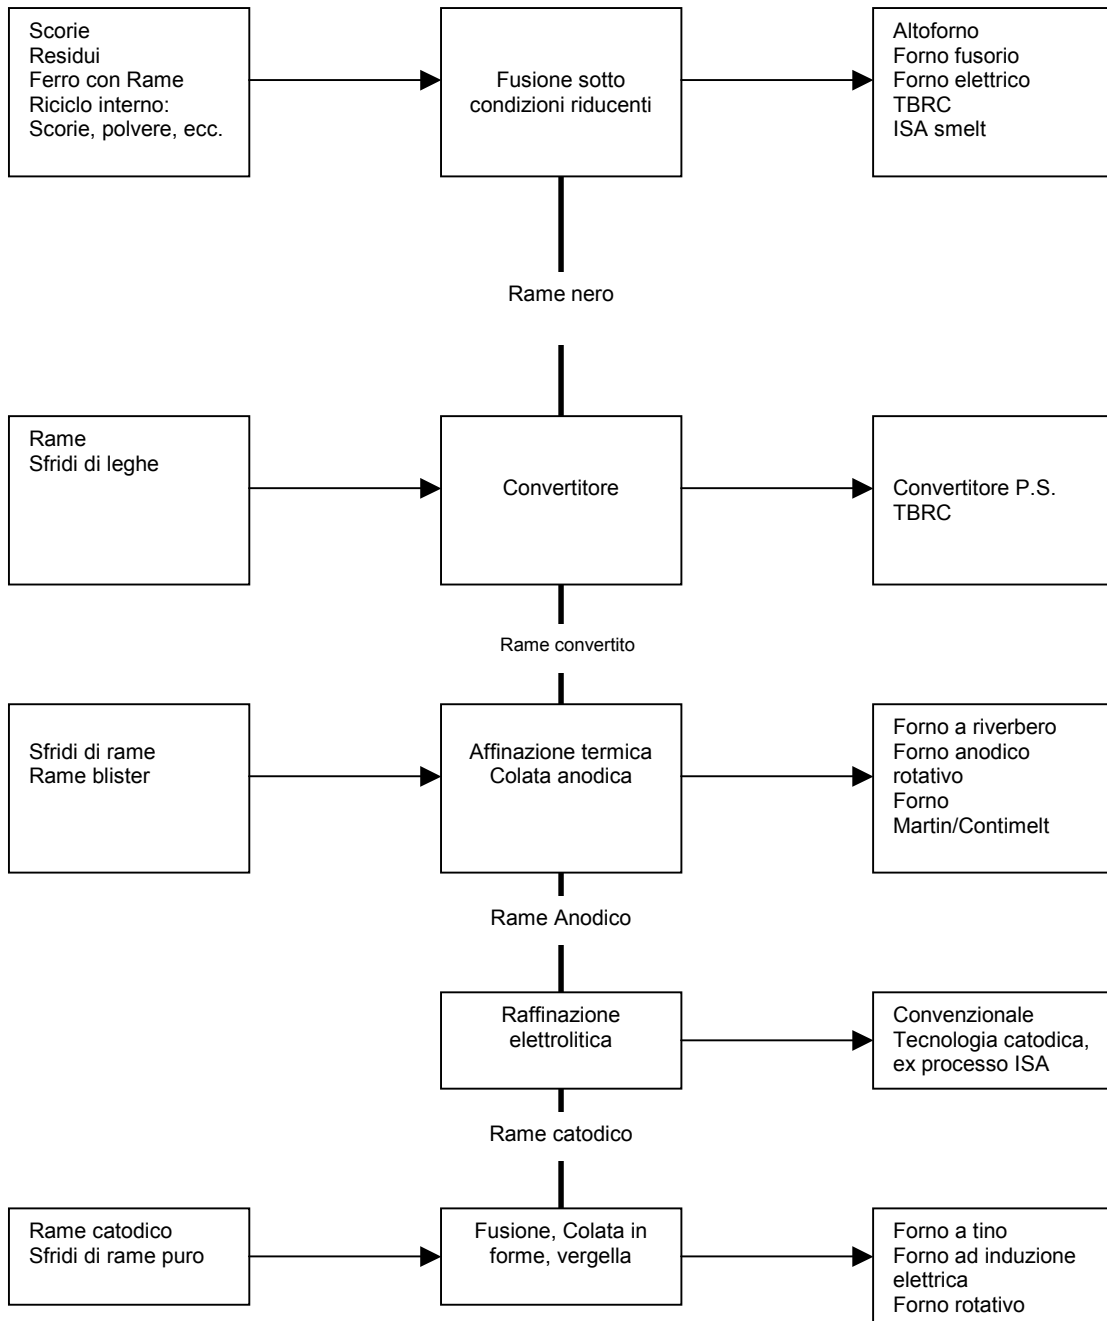 Scorie
Residui
Ferro con Rame
Riciclo interno:
Scorie, polvere, ecc.
Fusione sotto
condizioni riducenti
Altoforno
Forno fusorio
Forno elettrico
TBRC
ISA smelt
Rame nero
Rame
Sfridi di leghe
Convertitore
Convertitore P.S.
TBRC
Rame convertito
Sfridi di rame
Rame blister
Affinazione termica
Colata anodica
Forno a riverbero
Forno anodico
rotativo
Forno
Martin/Contimelt
Rame Anodico
Raffinazione
elettrolitica
Convenzionale
Tecnologia catodica,
ex processo ISA
Rame catodico
Rame catodico
Sfridi di rame puro
Fusione, Colata in
forme, vergella
Forno a tino
Forno ad induzione
elettrica
Forno rotativo